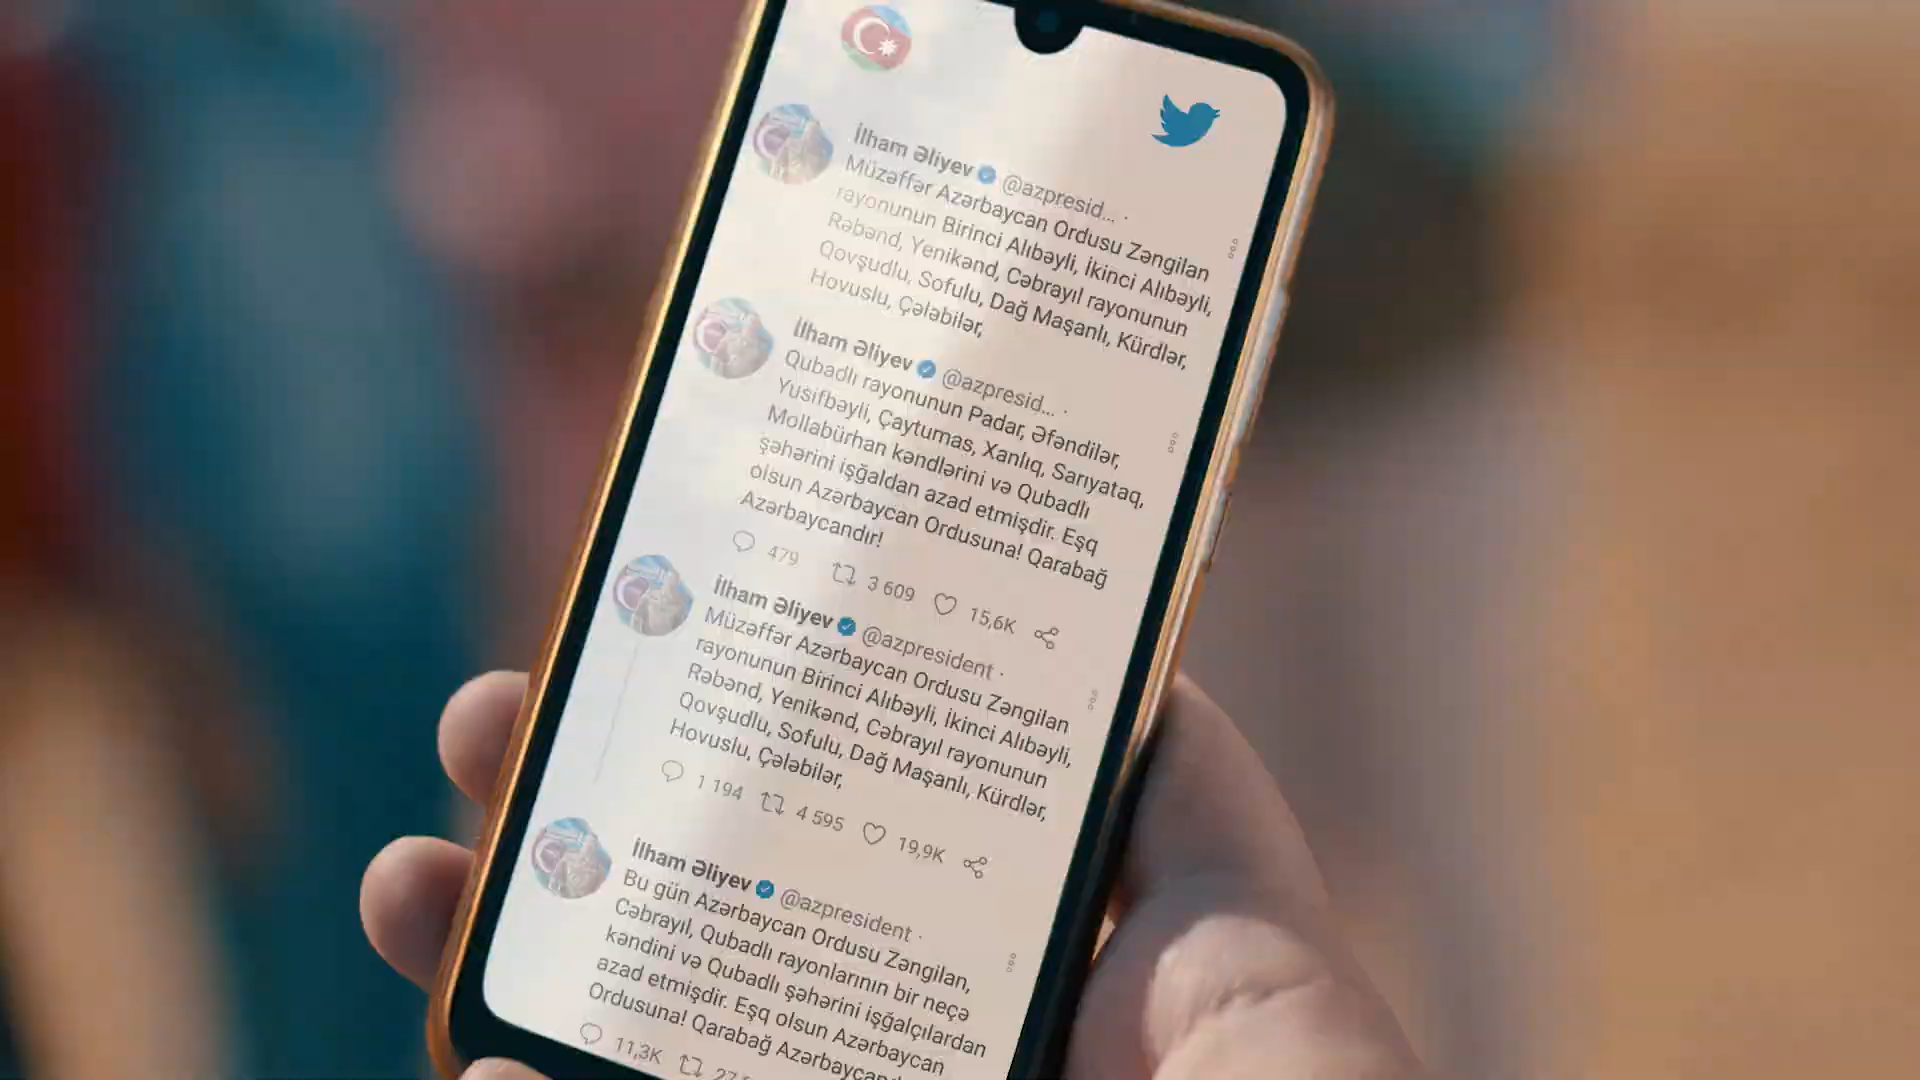 İlham Əliyev @azpresid... ·
Müzəffər Azərbaycan Ordusu Zəngilan
rayonunun Birinci Alıbəyli, İkinci Alıbəyli,
Rəbənd, Yenikənd, Cəbrayıl rayonunun
Qovşudlu, Sofulu, Dağ Maşanlı, Kürdlər,
Hovuslu, Çələbilər,
İlham Əliyev @azpresid... ·
Qubadlı rayonunun Padar, Əfəndilər,
Yusifbəyli, Çaytumas, Xanlıq, Sarıyataq,
Mollabürhan kəndlərini və Qubadlı
şəhərini işğaldan azad etmişdir. Eşq
olsun Azərbaycan Ordusuna! Qarabağ
Azərbaycandır!
479 3 609 15,6K
İlham Əliyev @azpresident ·
Müzəffər Azərbaycan Ordusu Zəngilan
rayonunun Birinci Alıbəyli, İkinci Alıbəyli,
Rəbənd, Yenikənd, Cəbrayıl rayonunun
Qovşudlu, Sofulu, Dağ Maşanlı, Kürdlər,
Hovuslu, Çələbilər,
1 194 4 595 19,9K
İlham Əliyev @azpresident ·
Bu gün Azərbaycan Ordusu Zəngilan,
Cəbrayıl, Qubadlı rayonlarının bir neçə
kəndini və Qubadlı şəhərini işğalçılardan
azad etmişdir. Eşq olsun Azərbaycan
Ordusuna! Qarabağ
11,3K